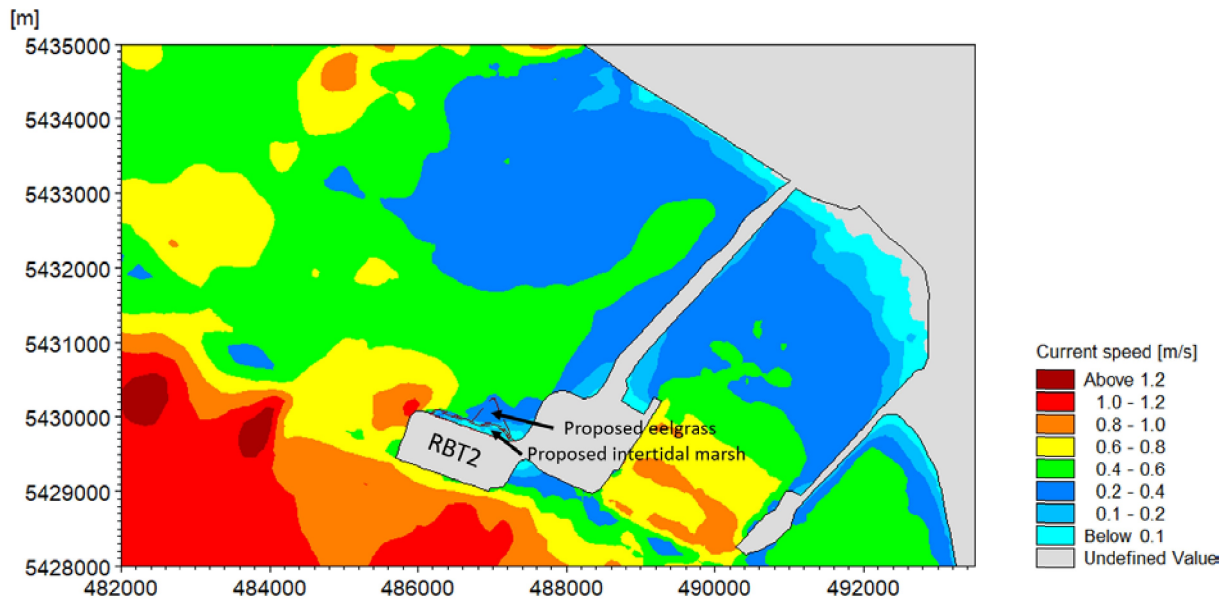 [m]
5435000
5434000
5433000
5432000
5431000
5430000
5429000
5428000
482000 484000 486000 488000 490000 492000
RBT2
Proposed eelgrass
Proposed intertidal marsh
Current speed [m/s]
Above 1.2
1.0 - 1.2
0.8 - 1.0
0.6 - 0.8
0.4 - 0.6
0.2 - 0.4
0.1 - 0.2
Below 0.1
Undefined Value